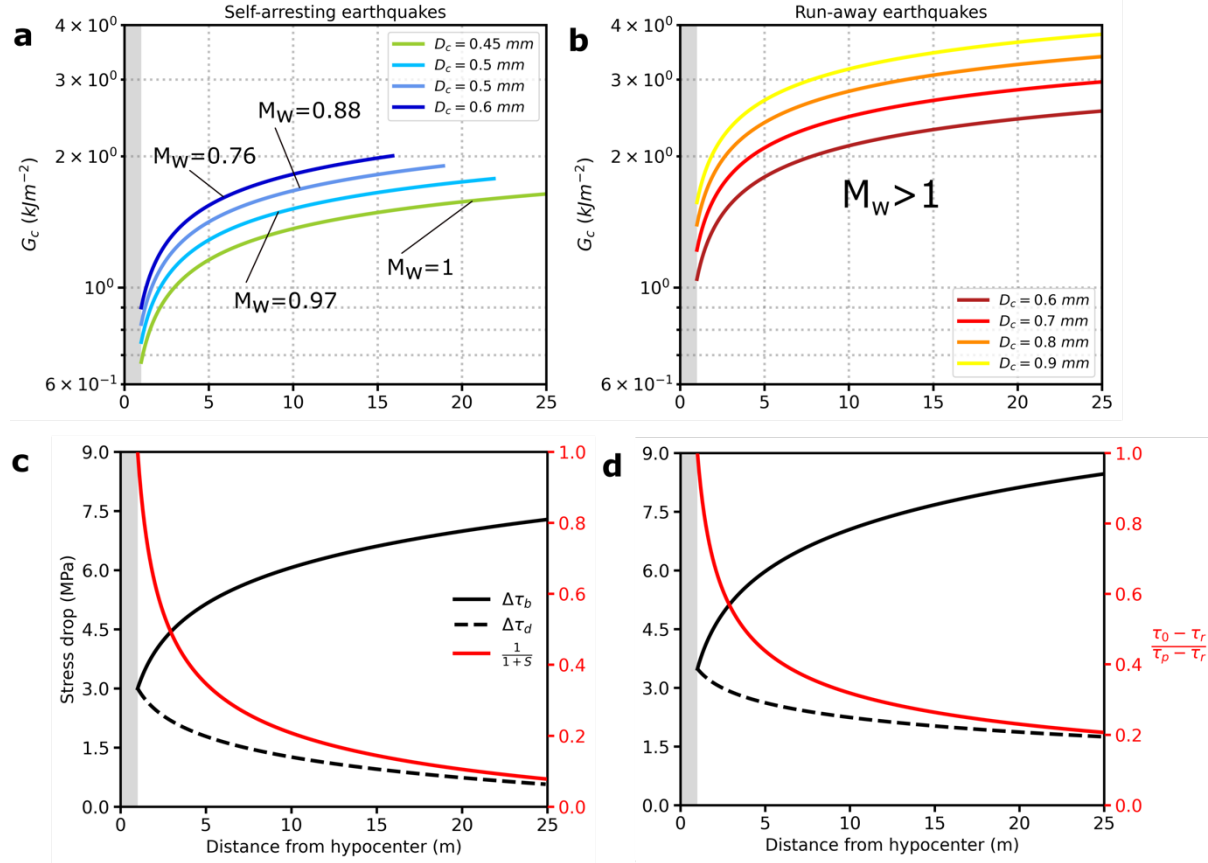 Self-arresting earthquakes
a
4 × 10⁰
3 × 10⁰
2 × 10⁰
10⁰
6 × 10⁻¹
G_c (kJm⁻²)
D_c = 0.45 mm
D_c = 0.5 mm
D_c = 0.5 mm
D_c = 0.6 mm
M_W=0.88
M_W=0.76
M_W=1
M_W=0.97
0 5 10 15 20 25
Run-away earthquakes
b
4 × 10⁰
3 × 10⁰
2 × 10⁰
10⁰
6 × 10⁻¹
G_c (kJm⁻²)
M_W>1
D_c = 0.6 mm
D_c = 0.7 mm
D_c = 0.8 mm
D_c = 0.9 mm
0 5 10 15 20 25
c
9.0
7.5
6.0
4.5
3.0
1.5
0.0
Stress drop (MPa)
Δτ_b
Δτ_d
1/(1+S)
1.0
0.8
0.6
0.4
0.2
0.0
0 5 10 15 20 25
Distance from hypocenter (m)
d
9.0
7.5
6.0
4.5
3.0
1.5
0.0
1.0
0.8
0.6
0.4
0.2
0.0
(τ₀ − τ_r)/(τ_p − τ_r)
0 5 10 15 20 25
Distance from hypocenter (m)